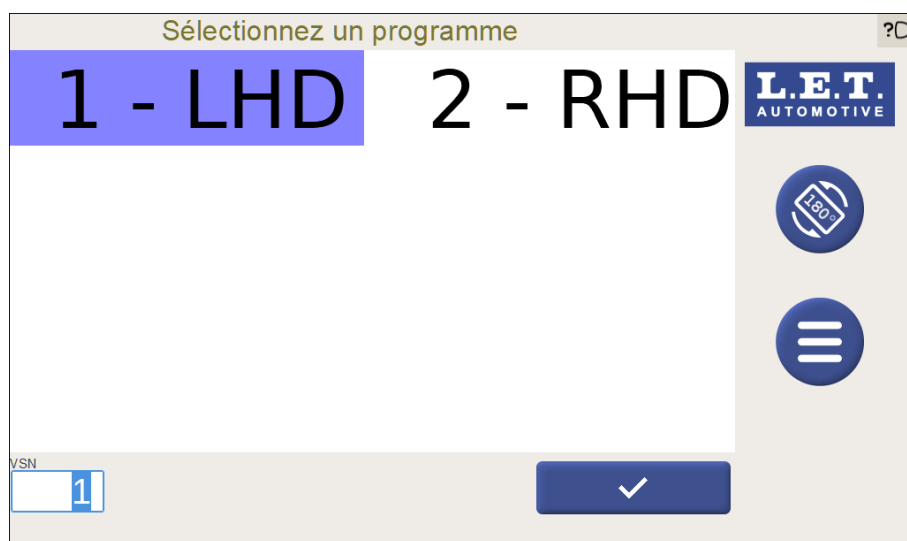 Sélectionnez un programme
?
1 - LHD
2 - RHD
L.E.T.
AUTOMOTIVE
180°
VSN
1